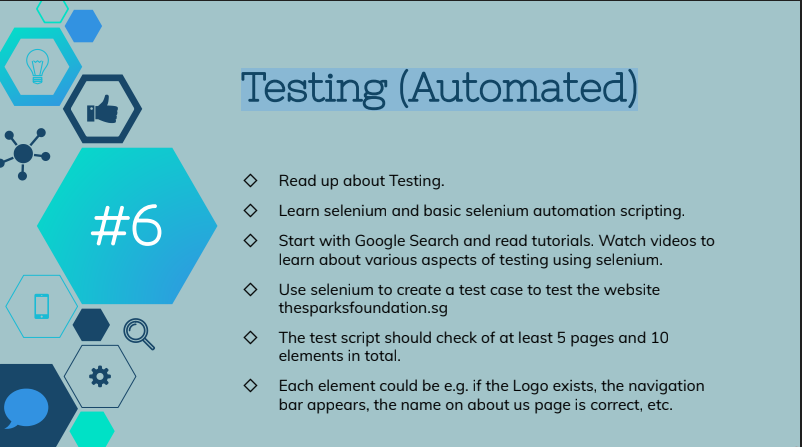 Testing (Automated)
#6
Read up about Testing.
Learn selenium and basic selenium automation scripting.
Start with Google Search and read tutorials. Watch videos to
learn about various aspects of testing using selenium.
Use selenium to create a test case to test the website
thesparksfoundation.sg
The test script should check of at least 5 pages and 10
elements in total.
Each element could be e.g. if the Logo exists, the navigation
bar appears, the name on about us page is correct, etc.